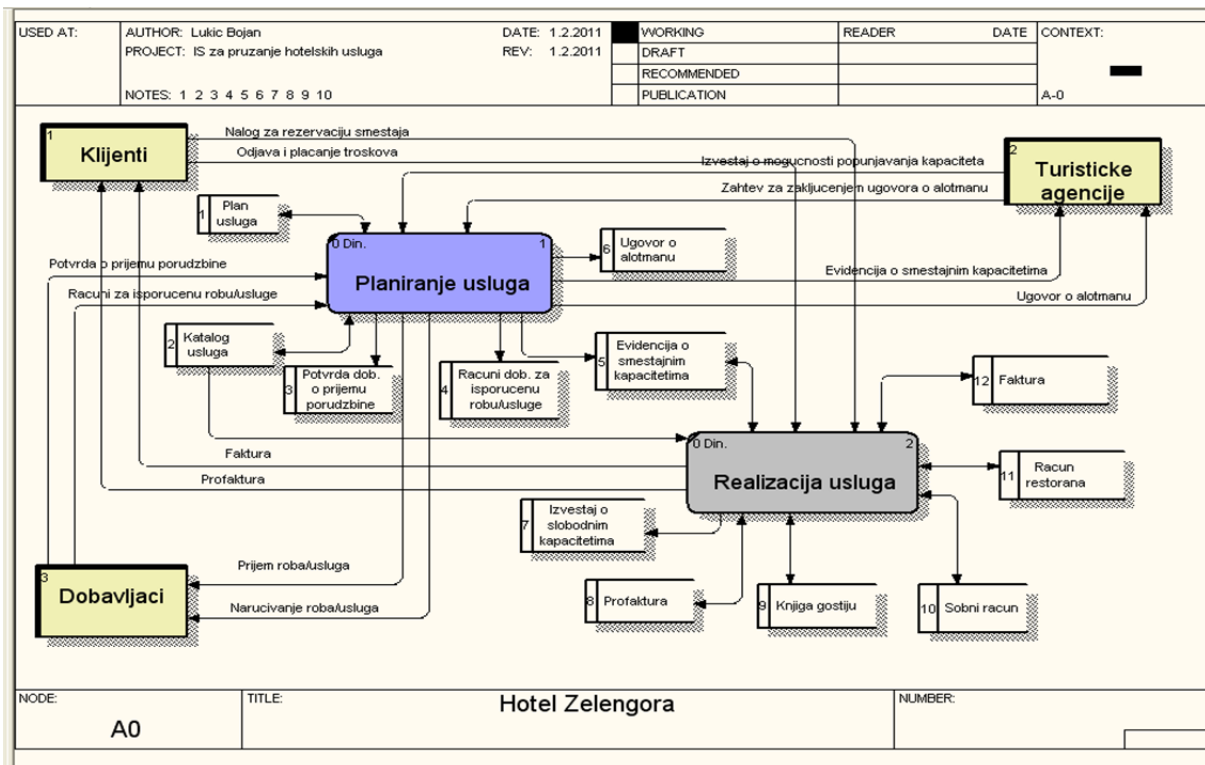 USED AT:
AUTHOR: Lukic Bojan
DATE: 1.2.2011
PROJECT: IS za pruzanje hotelskih usluga
REV: 1.2.2011
NOTES: 1 2 3 4 5 6 7 8 9 10
WORKING
DRAFT
RECOMMENDED
PUBLICATION
READER
DATE
CONTEXT:
A-0
1
Klijenti
Nalog za rezervaciju smestaja
Odjava i placanje troskova
Izvestaj o mogucnosti popunjavanja kapaciteta
Zahtev za zakljucenjem ugovora o alotmanu
2
Turisticke
agencije
1
Plan
usluga
0 Din.
1
Planiranje usluga
6
Ugovor o
alotmanu
Potvrda o prijemu porudzbine
Racuni za isporucenu robu/usluge
Evidencija o smestajnim kapacitetima
Ugovor o alotmanu
2
Katalog
usluga
3
Potvrda dob.
o prijemu
porudzbine
4
Racuni dob. za
isporucenu
robu/usluge
5
Evidencija o
smestajnim
kapacitetima
12
Faktura
0 Din.
2
Realizacija usluga
Faktura
Profaktura
11
Racun
restorana
7
Izvestaj o
slobodnim
kapacitetima
Prijem roba/usluga
3
Dobavljaci
Narucivanje roba/usluga
8
Profaktura
9
Knjiga gostiju
10
Sobni racun
NODE:
A0
TITLE:
Hotel Zelengora
NUMBER: